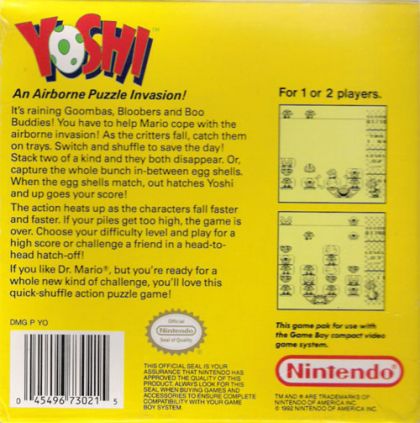 YOSHI™
An Airborne Puzzle Invasion!
It's raining Goombas, Bloobers and Boo
Buddies! You have to help Mario cope with the
airborne invasion! As the critters fall, catch them
on trays. Switch and shuffle to save the day!
Stack two of a kind and they both disappear. Or,
capture the whole bunch in-between egg shells.
When the egg shells match, out hatches Yoshi
and up goes your score!
The action heats up as the characters fall faster
and faster. If your piles get too high, the game is
over. Choose your difficulty level and play for a
high score or challenge a friend in a head-to-
head hatch-off!
If you like Dr. Mario®, but you're ready for a
whole new kind of challenge, you'll love this
quick-shuffle action puzzle game!
For 1 or 2 players.
DMG P YO
0 45496 73021 5
Official
Nintendo
Seal of Quality
THIS OFFICIAL SEAL IS YOUR
ASSURANCE THAT NINTENDO HAS
APPROVED THE QUALITY OF THIS
PRODUCT. ALWAYS LOOK FOR THIS
SEAL WHEN BUYING GAMES AND
ACCESSORIES TO ENSURE COMPLETE
COMPATIBILITY WITH YOUR GAME
BOY SYSTEM.
This game pak for use with
the Game Boy compact video
game system.
Nintendo®
TM AND ® ARE TRADEMARKS OF
NINTENDO OF AMERICA INC.
© 1992 NINTENDO OF AMERICA INC.